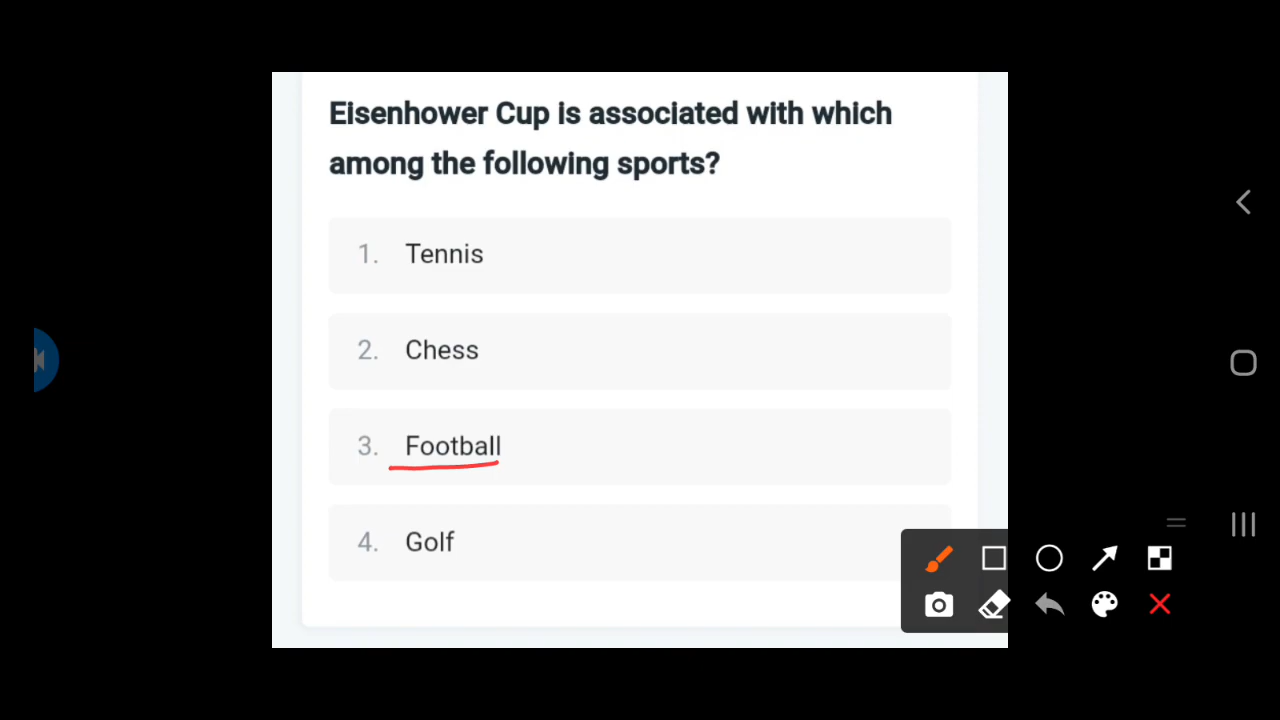 Eisenhower Cup is associated with which
among the following sports?
1. Tennis
2. Chess
3. Football
4. Golf